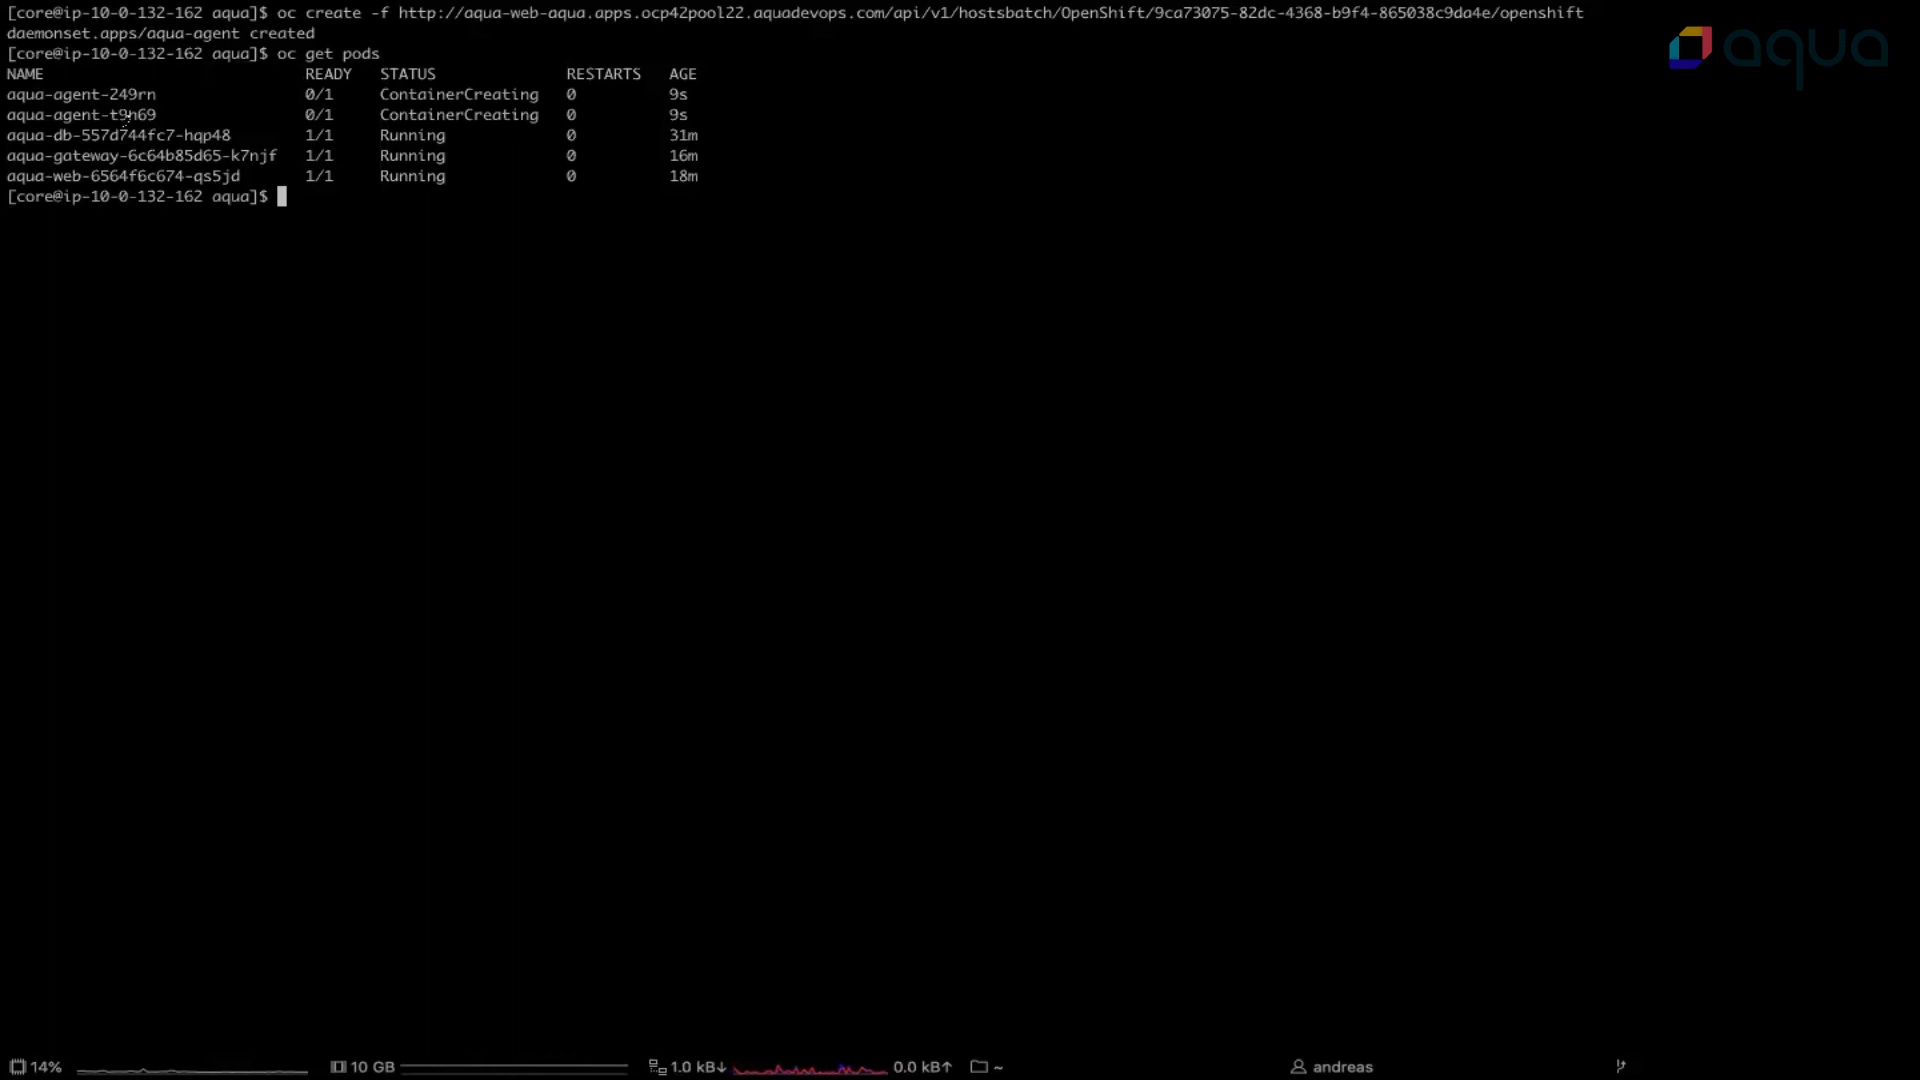 [core@ip-10-0-132-162 aqua]$ oc create -f http://aqua-web-aqua.apps.ocp42pool22.aquadevops.com/api/v1/hostsbatch/OpenShift/9ca73075-82dc-4368-b9f4-865038c9da4e/openshift
daemonset.apps/aqua-agent created
[core@ip-10-0-132-162 aqua]$ oc get pods
NAME READY STATUS RESTARTS AGE
aqua-agent-249rn 0/1 ContainerCreating 0 9s
aqua-agent-t9n69 0/1 ContainerCreating 0 9s
aqua-db-557d744fc7-hqp48 1/1 Running 0 31m
aqua-gateway-6c64b85d65-k7njf 1/1 Running 0 16m
aqua-web-6564f6c674-qs5jd 1/1 Running 0 18m
[core@ip-10-0-132-162 aqua]$
aqua
14% 10 GB 1.0 kB↓ 0.0 kB↑ ~ andreas